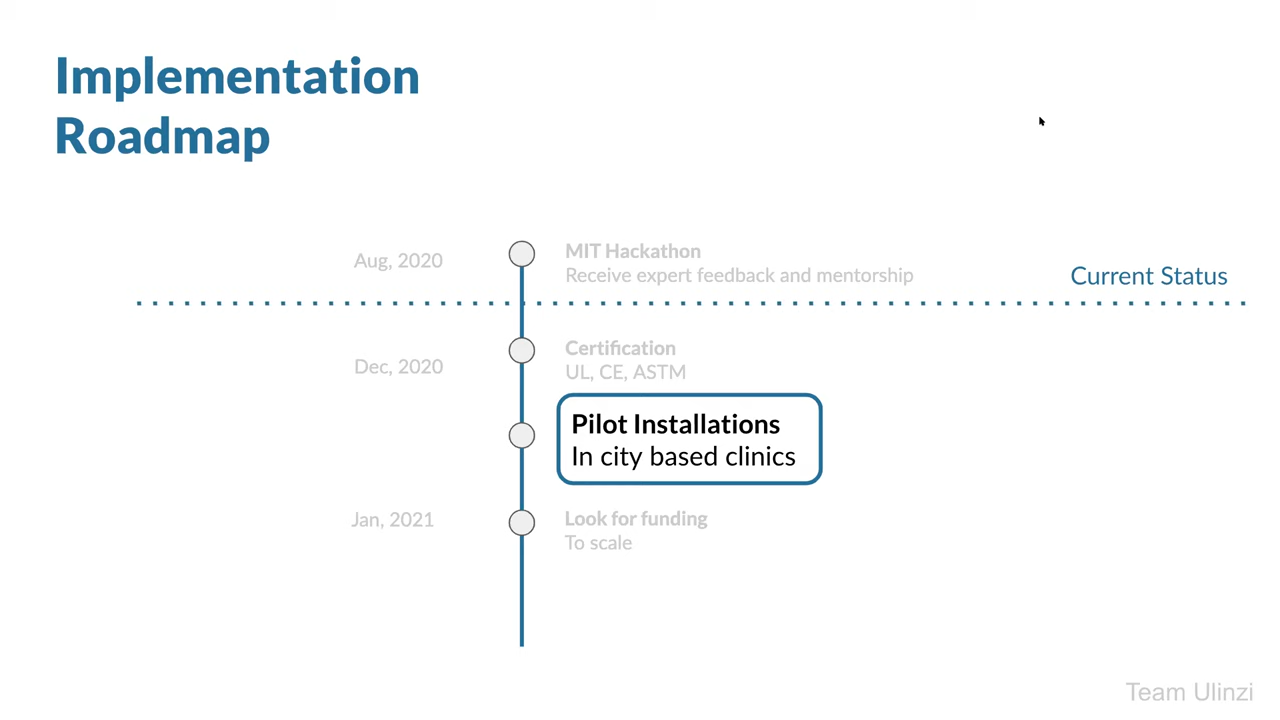 Implementation
Roadmap
Aug, 2020
MIT Hackathon
Receive expert feedback and mentorship
Current Status
Dec, 2020
Certification
UL, CE, ASTM
Pilot Installations
In city based clinics
Jan, 2021
Look for funding
To scale
Team Ulinzi